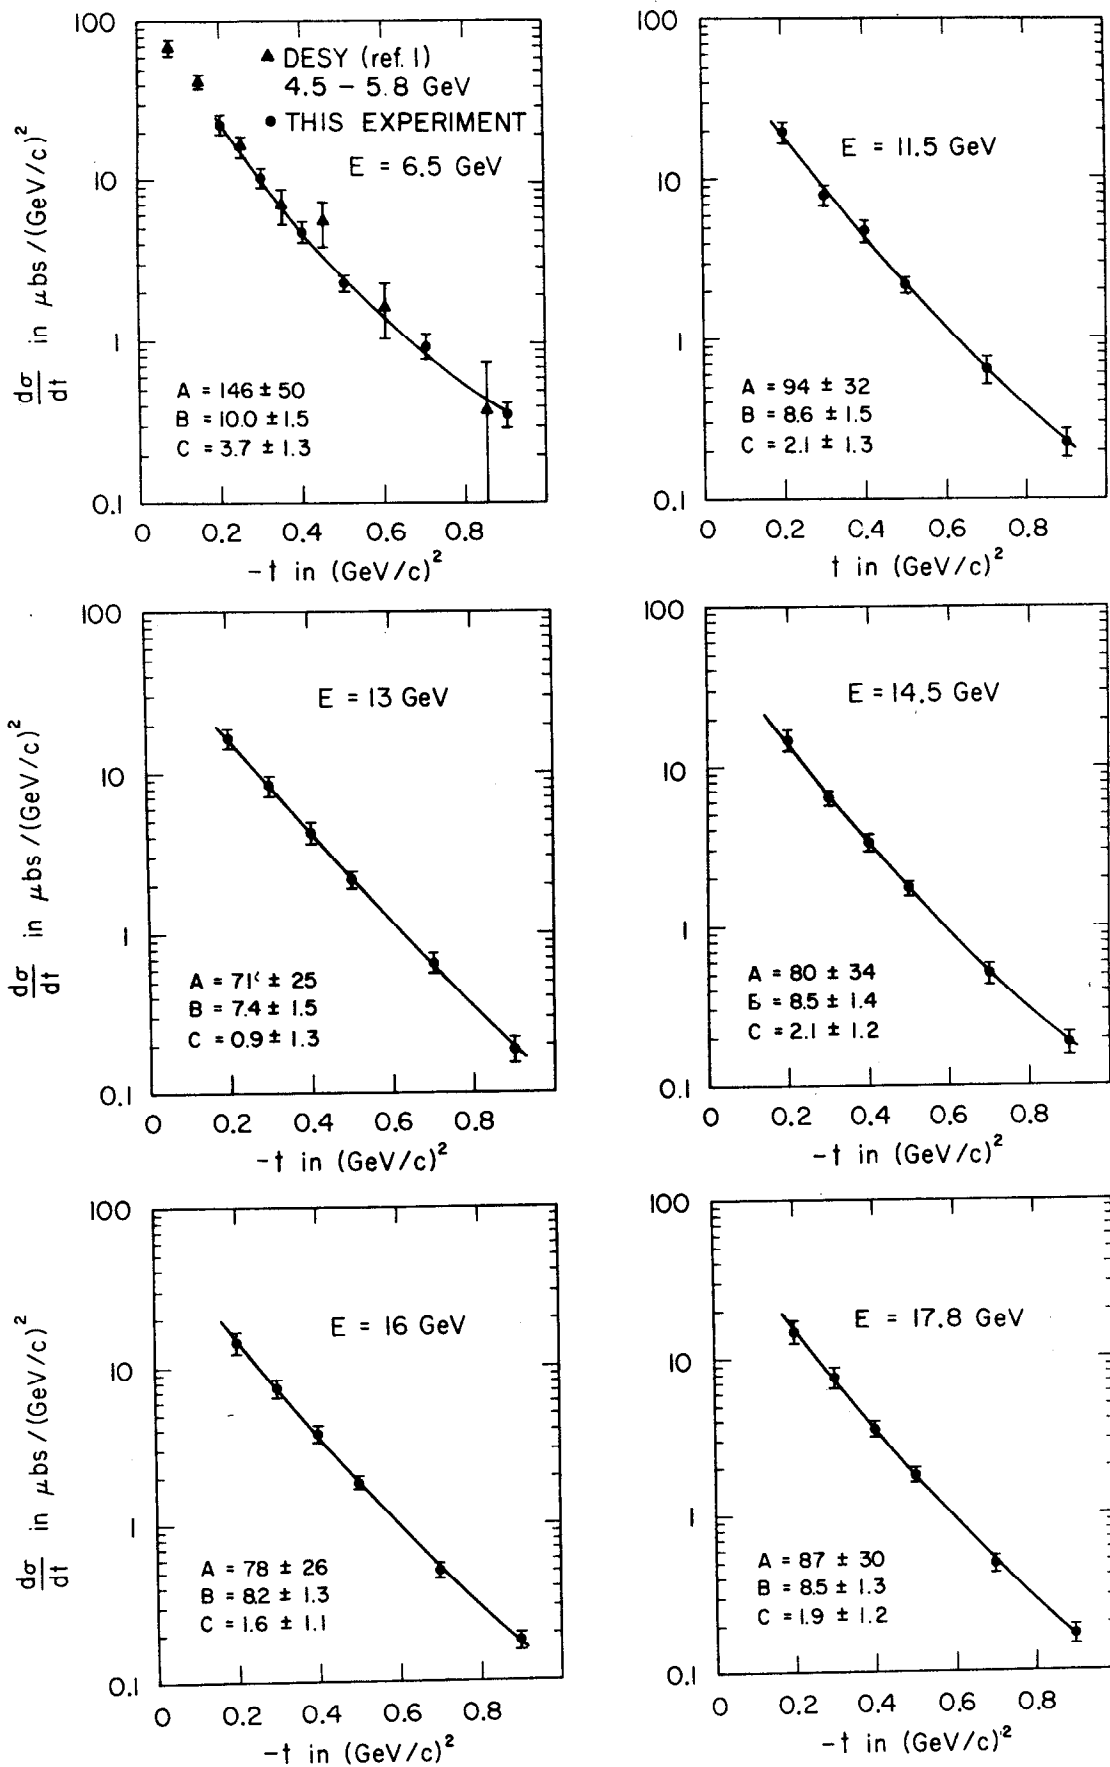 100
10
1
0.1
dσ/dt in μbs/(GeV/c)²
▲ DESY (ref. 1)
4.5 – 5.8 GeV
● THIS EXPERIMENT
E = 6.5 GeV
A = 146 ± 50
B = 10.0 ± 1.5
C = 3.7 ± 1.3
0 0.2 0.4 0.6 0.8
-t in (GeV/c)²
100
10
1
0.1
E = 11.5 GeV
A = 94 ± 32
B = 8.6 ± 1.5
C = 2.1 ± 1.3
0 0.2 0.4 0.6 0.8
t in (GeV/c)²
100
10
1
0.1
dσ/dt in μbs/(GeV/c)²
E = 13 GeV
A = 71 ± 25
B = 7.4 ± 1.5
C = 0.9 ± 1.3
0 0.2 0.4 0.6 0.8
-t in (GeV/c)²
100
10
1
0.1
E = 14.5 GeV
A = 80 ± 34
B = 8.5 ± 1.4
C = 2.1 ± 1.2
0 0.2 0.4 0.6 0.8
-t in (GeV/c)²
100
10
1
0.1
dσ/dt in μbs/(GeV/c)²
E = 16 GeV
A = 78 ± 26
B = 8.2 ± 1.3
C = 1.6 ± 1.1
0 0.2 0.4 0.6 0.8
-t in (GeV/c)²
100
10
1
0.1
E = 17.8 GeV
A = 87 ± 30
B = 8.5 ± 1.3
C = 1.9 ± 1.2
0 0.2 0.4 0.6 0.8
-t in (GeV/c)²